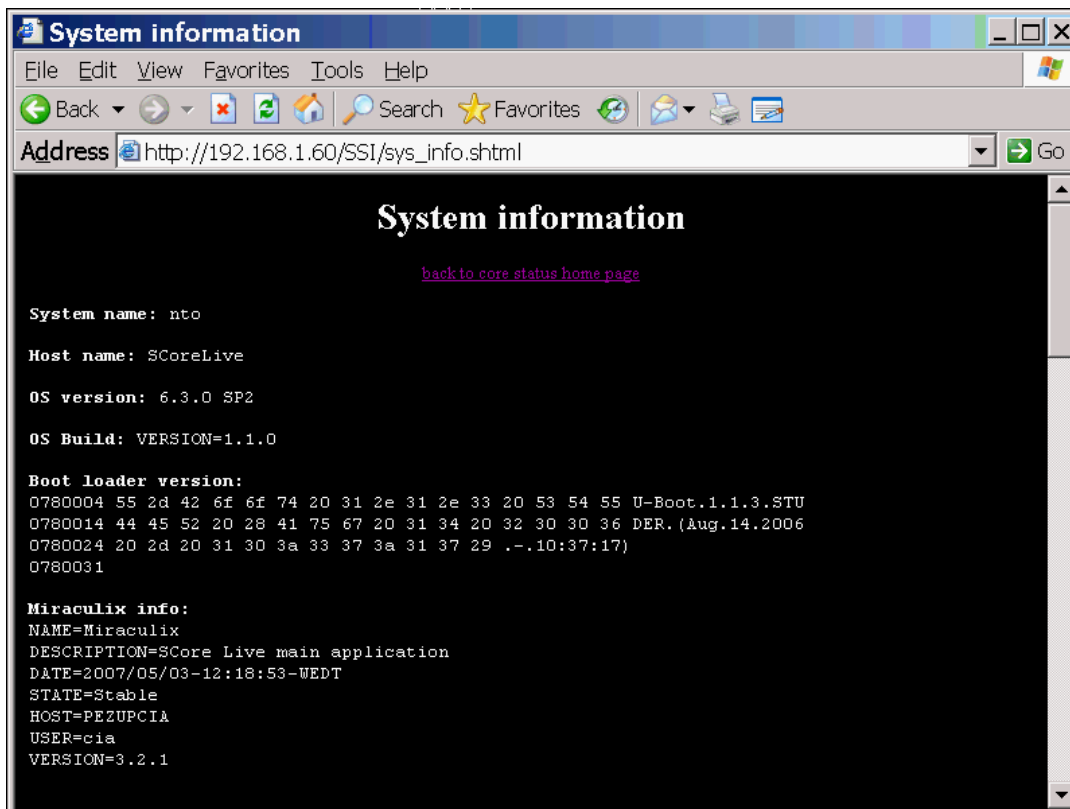 System information
File Edit View Favorites Tools Help
Back Search Favorites
Address http://192.168.1.60/SSI/sys_info.shtml Go
System information
back to core status home page
System name: nto
Host name: SCoreLive
OS version: 6.3.0 SP2
OS Build: VERSION=1.1.0
Boot loader version:
0780004 55 2d 42 6f 6f 74 20 31 2e 31 2e 33 20 53 54 55 U-Boot.1.1.3.STU
0780014 44 45 52 20 28 41 75 67 20 31 34 20 32 30 30 36 DER.(Aug.14.2006
0780024 20 2d 20 31 30 3a 33 37 3a 31 37 29 .-.10:37:17)
0780031
Miraculix info:
NAME=Miraculix
DESCRIPTION=SCore Live main application
DATE=2007/05/03-12:18:53-WEDT
STATE=Stable
HOST=PEZUPCIA
USER=cia
VERSION=3.2.1